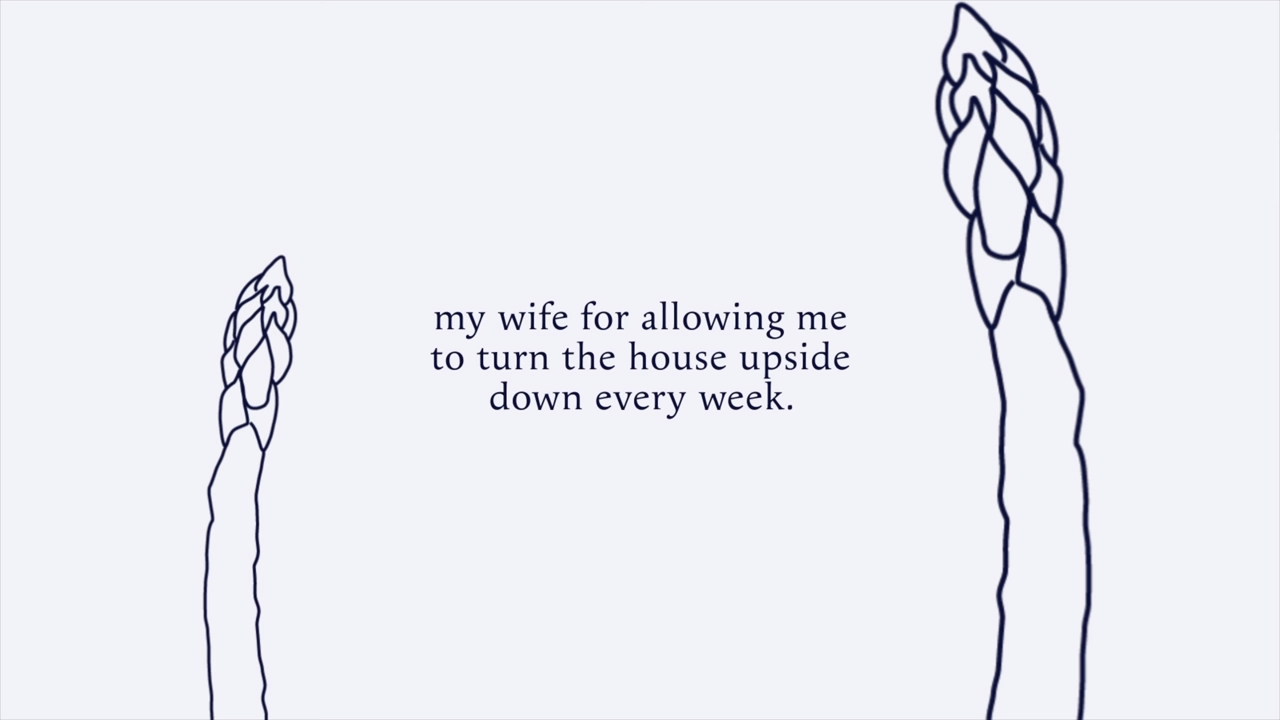 my wife for allowing me
to turn the house upside
down every week.